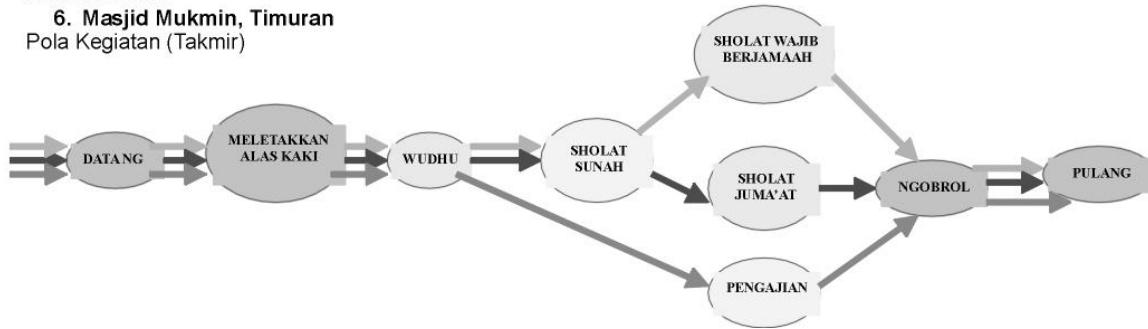 6. Masjid Mukmin, Timuran
Pola Kegiatan (Takmir)
DATANG
MELETAKKAN
ALAS KAKI
WUDHU
SHOLAT
SUNAH
SHOLAT WAJIB
BERJAMAAH
SHOLAT
JUMA'AT
PENGAJIAN
NGOBROL
PULANG